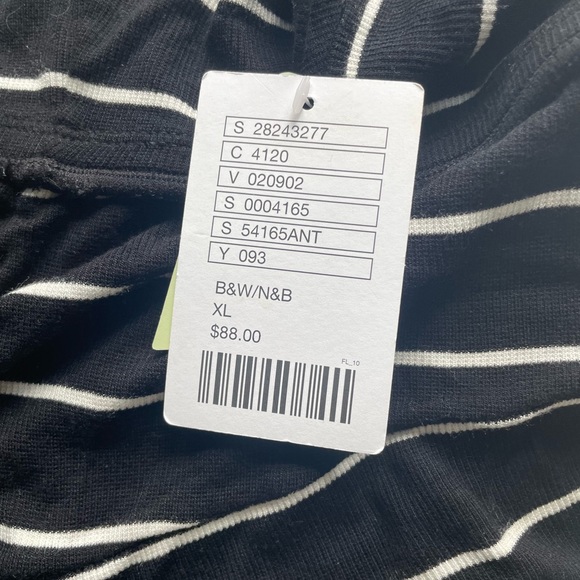 S 28243277
C 4120
V 020902
S 0004165
S 54165ANT
Y 093
B&W/N&B
XL
$88.00
FL_10